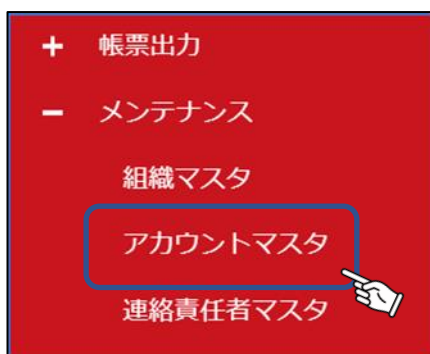 + 帳票出力
− メンテナンス
組織マスタ
アカウントマスタ
連絡責任者マスタ